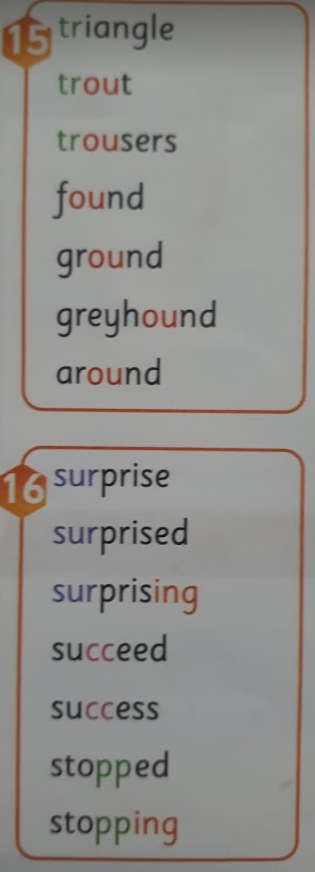 15 triangle
trout
trousers
found
ground
greyhound
around
16 surprise
surprised
surprising
succeed
success
stopped
stopping